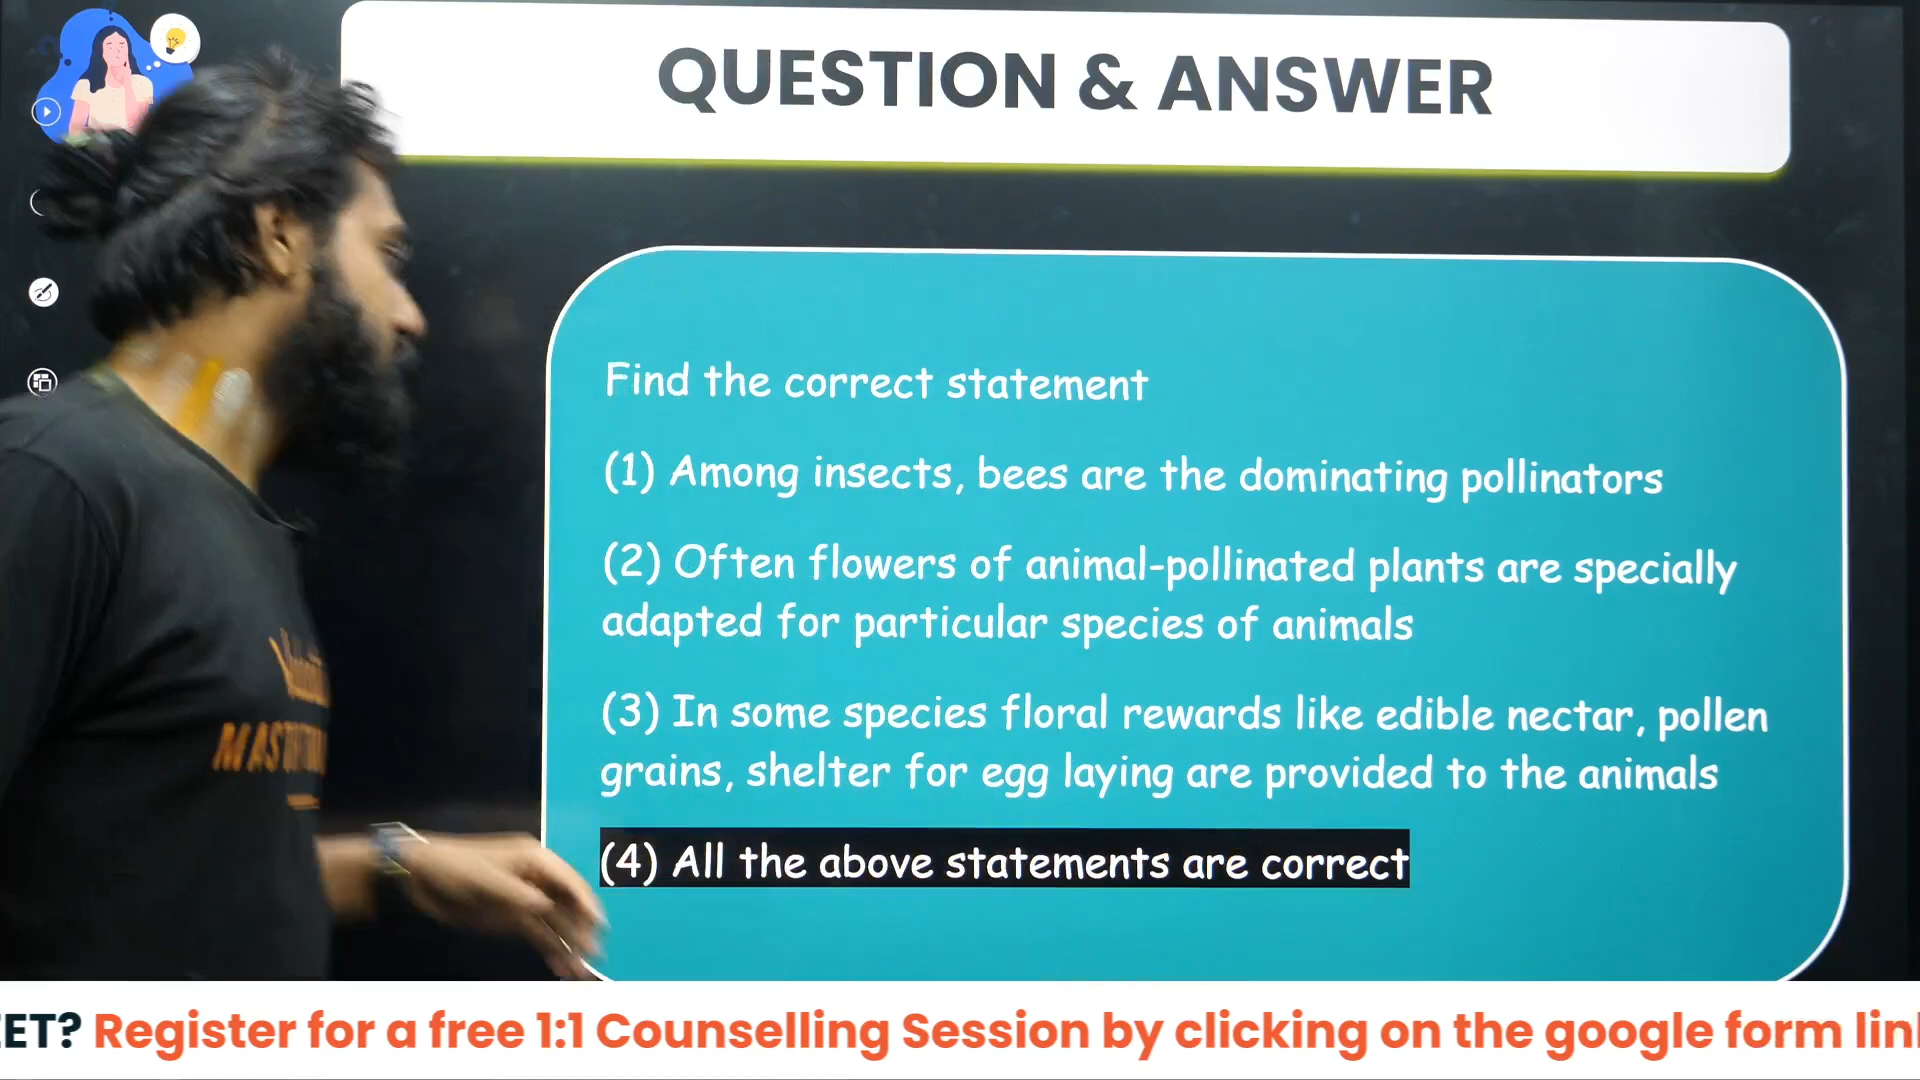 QUESTION & ANSWER
Find the correct statement
(1) Among insects, bees are the dominating pollinators
(2) Often flowers of animal-pollinated plants are specially
adapted for particular species of animals
(3) In some species floral rewards like edible nectar, pollen
grains, shelter for egg laying are provided to the animals
(4) All the above statements are correct
EET? Register for a free 1:1 Counselling Session by clicking on the google form